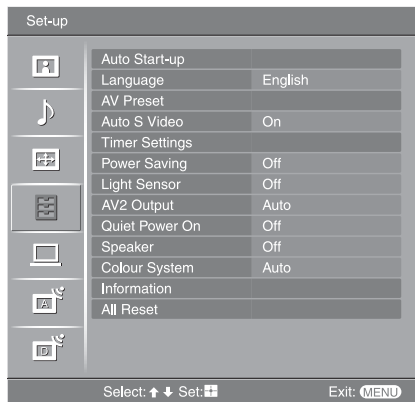 Set-up
Auto Start-up
Language English
AV Preset
Auto S Video On
Timer Settings
Power Saving Off
Light Sensor Off
AV2 Output Auto
Quiet Power On Off
Speaker Off
Colour System Auto
Information
All Reset
A
D
Select: Set: Exit: MENU